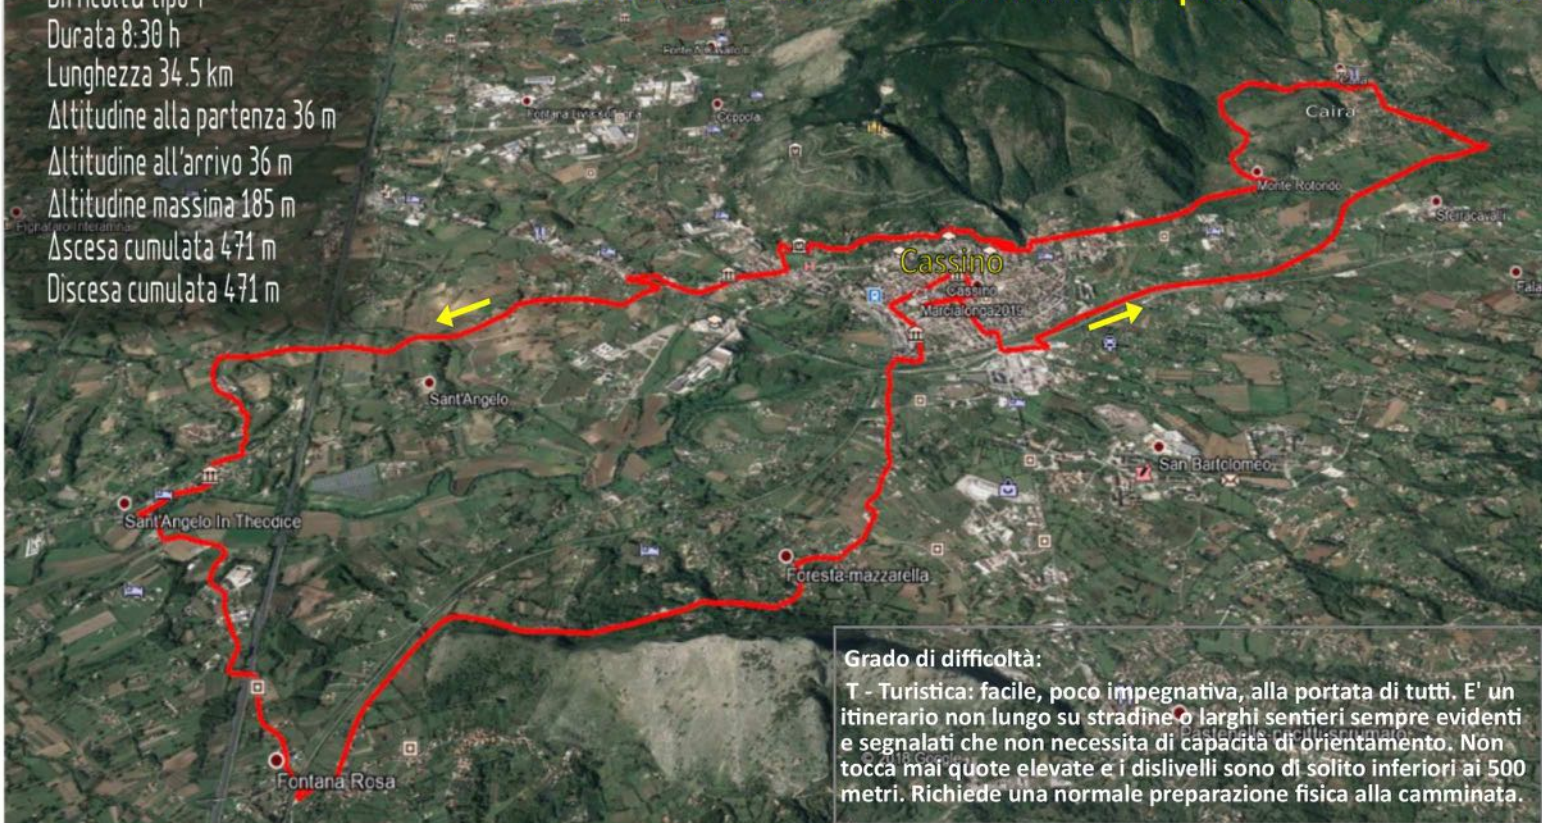 Durata 8:30 h
Lunghezza 34.5 km
Altitudine alla partenza 36 m
Altitudine all'arrivo 36 m
Altitudine massima 185 m
Ascesa cumulata 471 m
Discesa cumulata 471 m
Coppola
Caira
Monte Rotondo
Pignataro Interamna
Cassino
Cassino
Marcialonga2019
Sant'Angelo
San Bartolomeo
Sant'Angelo In Theodice
Foresta mazzarella
Fontana Rosa
Grado di difficoltà:
T - Turistica: facile, poco impegnativa, alla portata di tutti. E' un
itinerario non lungo su stradine o larghi sentieri sempre evidenti
e segnalati che non necessita di capacità di orientamento. Non
tocca mai quote elevate e i dislivelli sono di solito inferiori ai 500
metri. Richiede una normale preparazione fisica alla camminata.